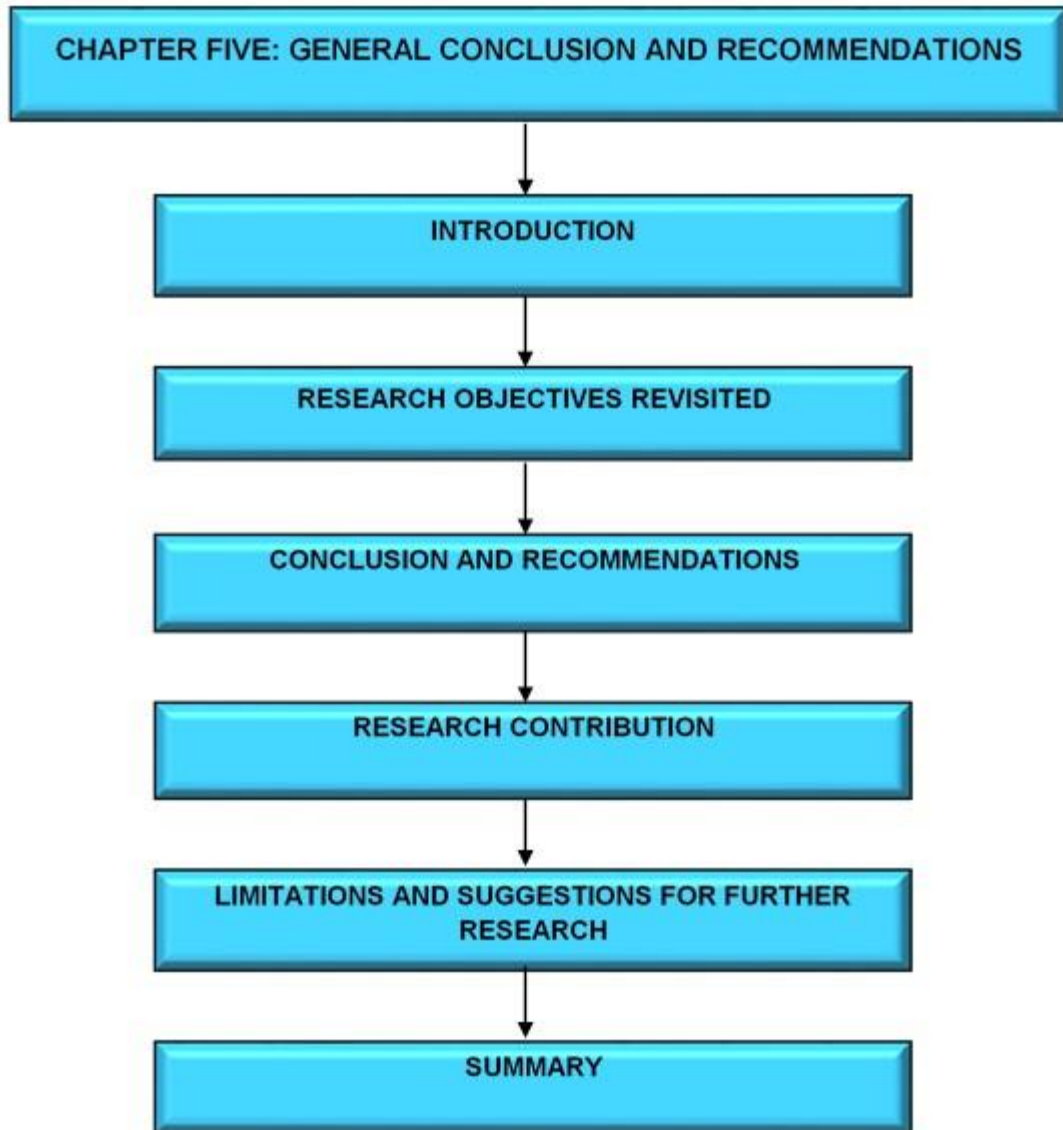 CHAPTER FIVE: GENERAL CONCLUSION AND RECOMMENDATIONS
INTRODUCTION
RESEARCH OBJECTIVES REVISITED
CONCLUSION AND RECOMMENDATIONS
RESEARCH CONTRIBUTION
LIMITATIONS AND SUGGESTIONS FOR FURTHER
RESEARCH
SUMMARY